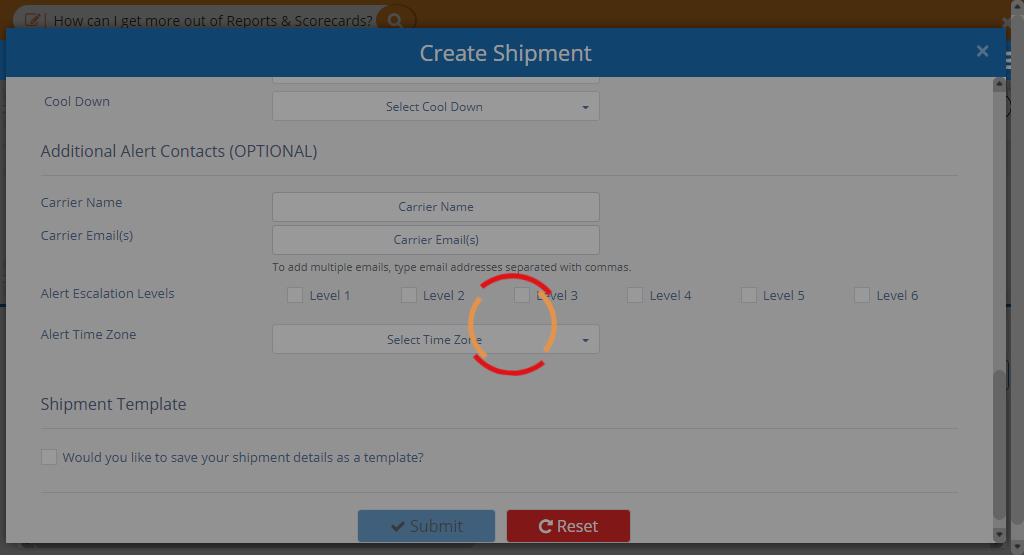 How can I get more out of Reports & Scorecards?
Create Shipment
Cool Down
Select Cool Down
Additional Alert Contacts (OPTIONAL)
Carrier Name
Carrier Name
Carrier Email(s)
Carrier Email(s)
To add multiple emails, type email addresses separated with commas.
Alert Escalation Levels
Level 1
Level 2
Level 3
Level 4
Level 5
Level 6
Alert Time Zone
Select Time Zone
Shipment Template
Would you like to save your shipment details as a template?
Submit
Reset